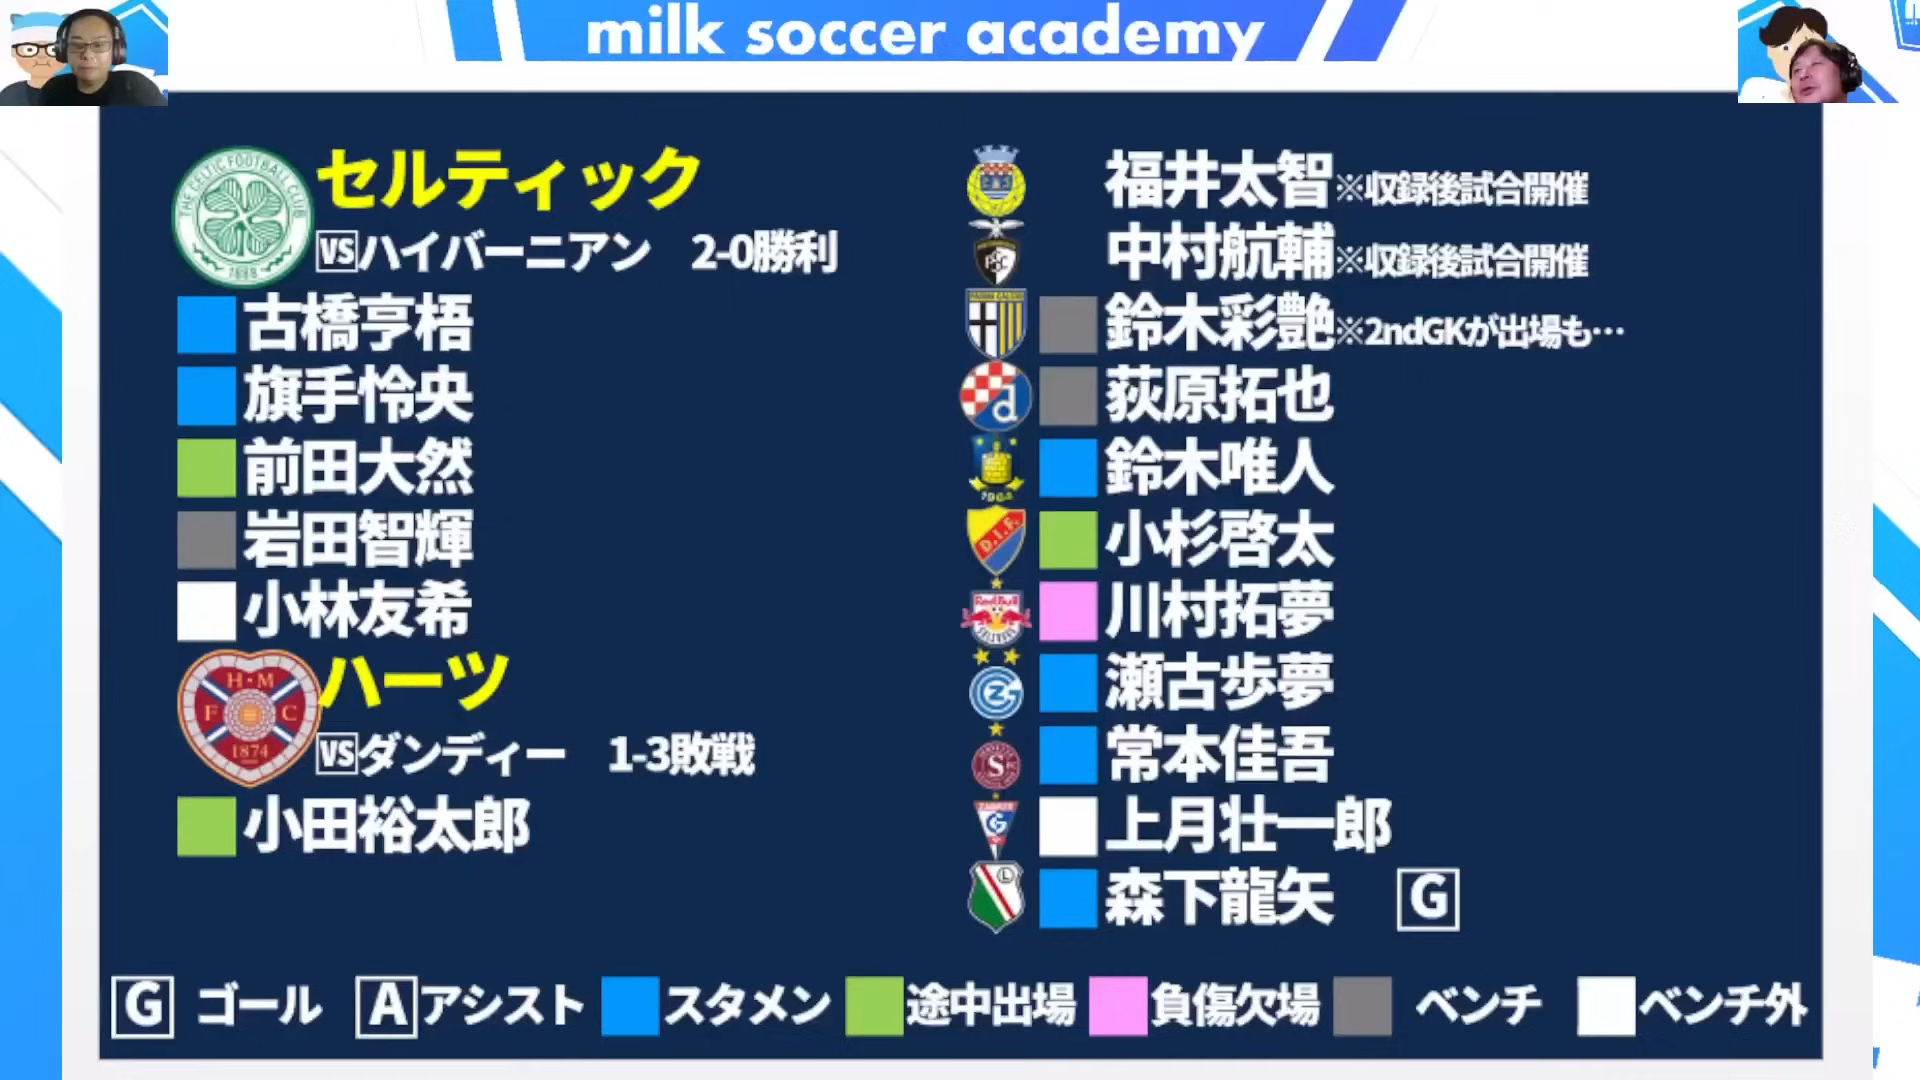 milk soccer academy
セルティック
VSハイバーニアン 2-0勝利
古橋亨梧
旗手怜央
前田大然
岩田智輝
小林友希
ハーツ
VSダンディー 1-3敗戦
小田裕太郎
福井太智※収録後試合開催
中村航輔※収録後試合開催
鈴木彩艶※2ndGKが出場も…
荻原拓也
鈴木唯人
小杉啓太
川村拓夢
瀬古歩夢
常本佳吾
上月壮一郎
森下龍矢 G
G ゴール A アシスト スタメン 途中出場 負傷欠場 ベンチ ベンチ外
THE CELTIC FOOTBALL CLUB
1888
H・M
F C
1874
1964
D.I.F.
RedBull